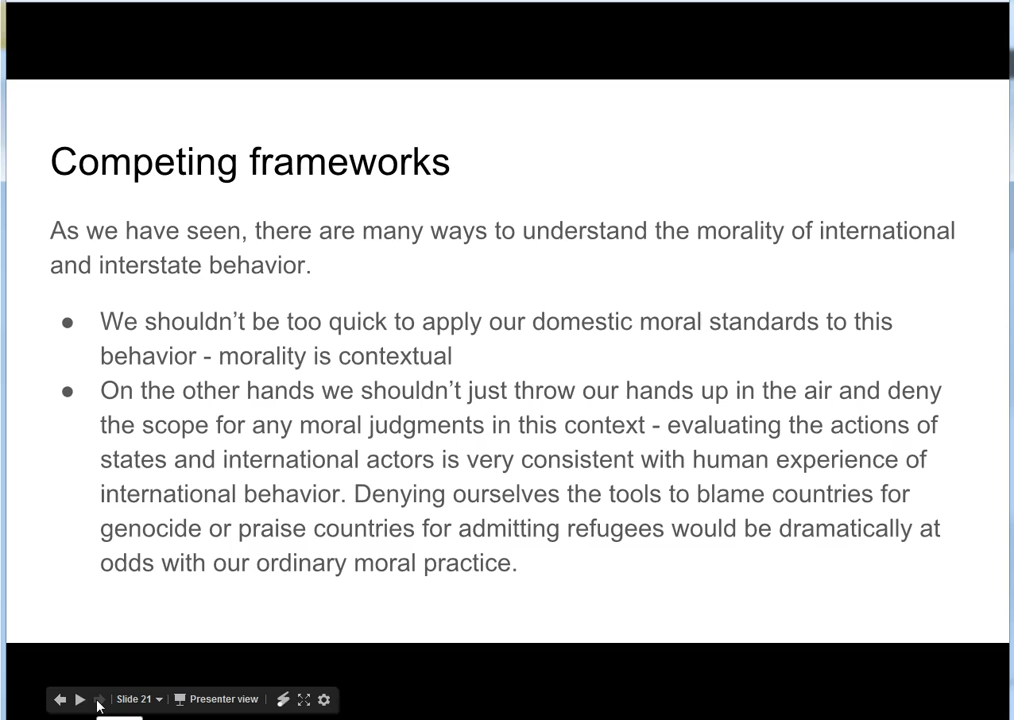 Competing frameworks
As we have seen, there are many ways to understand the morality of international
and interstate behavior.
● We shouldn’t be too quick to apply our domestic moral standards to this
behavior - morality is contextual
● On the other hands we shouldn’t just throw our hands up in the air and deny
the scope for any moral judgments in this context - evaluating the actions of
states and international actors is very consistent with human experience of
international behavior. Denying ourselves the tools to blame countries for
genocide or praise countries for admitting refugees would be dramatically at
odds with our ordinary moral practice.
Slide 21 Presenter view